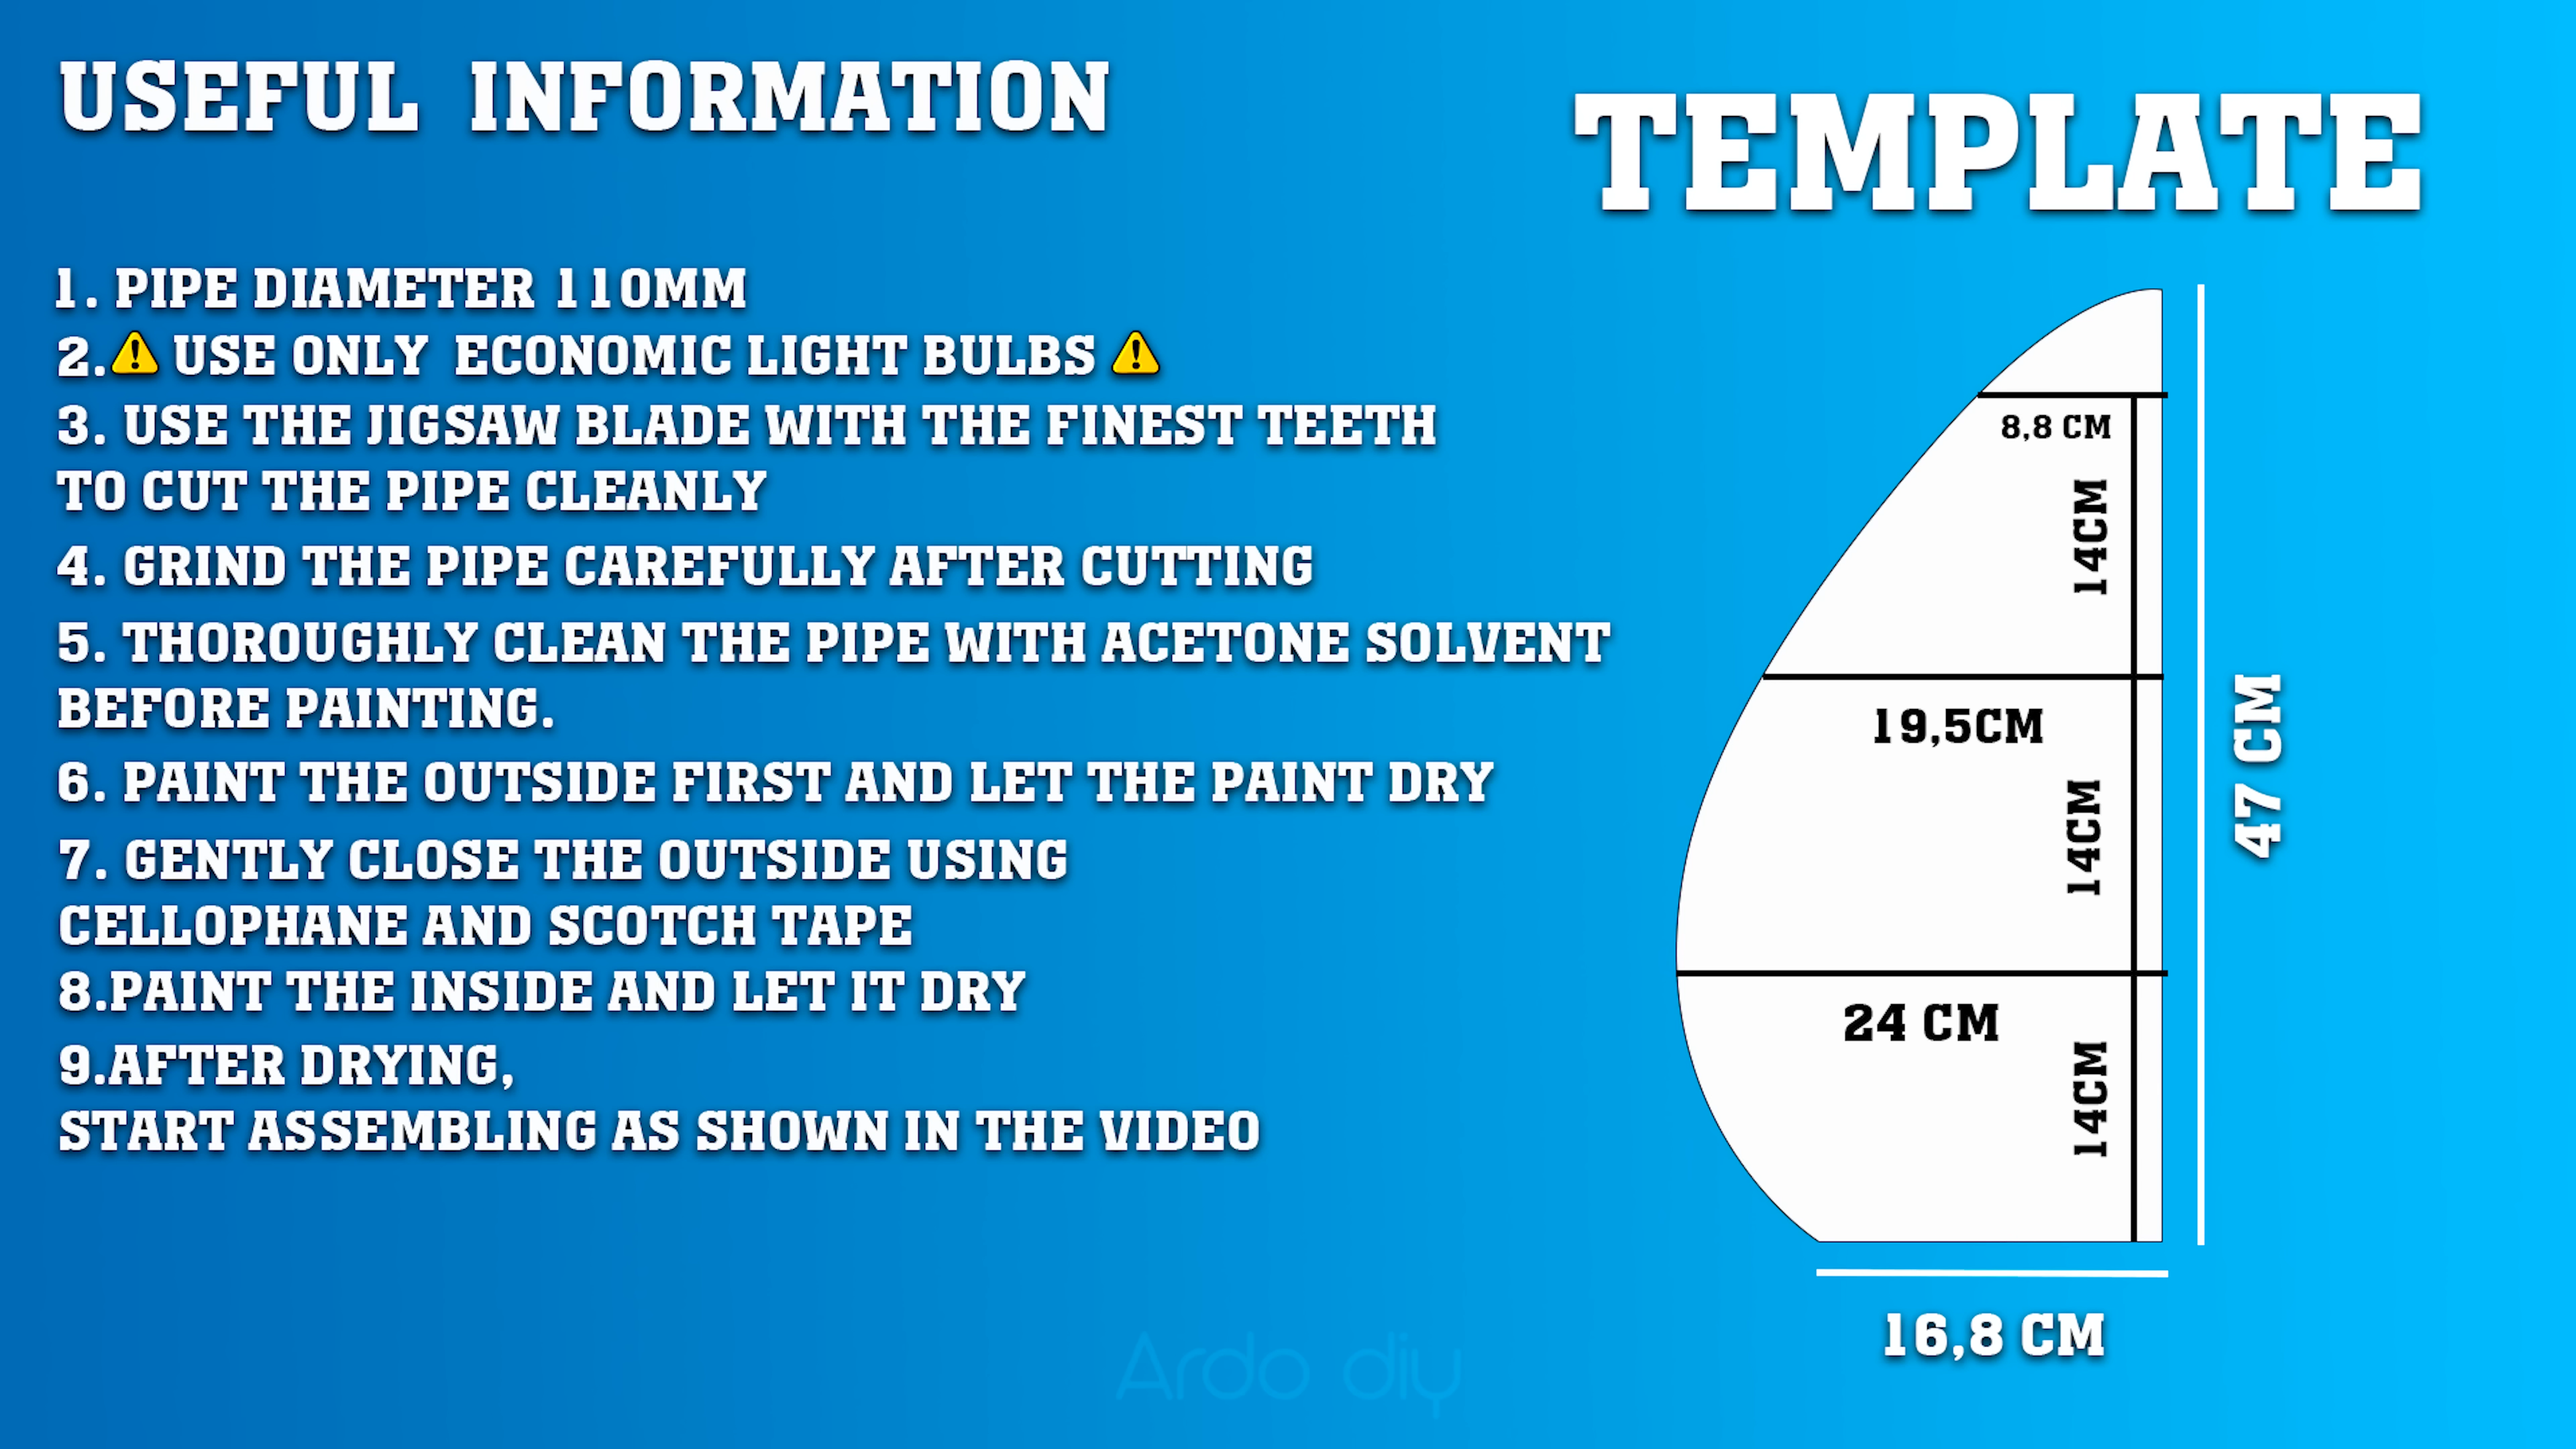 USEFUL INFORMATION
TEMPLATE
1. PIPE DIAMETER 110MM
2.⚠ USE ONLY ECONOMIC LIGHT BULBS ⚠
3. USE THE JIGSAW BLADE WITH THE FINEST TEETH
TO CUT THE PIPE CLEANLY
4. GRIND THE PIPE CAREFULLY AFTER CUTTING
5. THOROUGHLY CLEAN THE PIPE WITH ACETONE SOLVENT
BEFORE PAINTING.
6. PAINT THE OUTSIDE FIRST AND LET THE PAINT DRY
7. GENTLY CLOSE THE OUTSIDE USING
CELLOPHANE AND SCOTCH TAPE
8.PAINT THE INSIDE AND LET IT DRY
9.AFTER DRYING,
START ASSEMBLING AS SHOWN IN THE VIDEO
8,8 CM
14CM
19,5CM
14CM
47 CM
24 CM
14CM
16,8 CM
Ardo diy